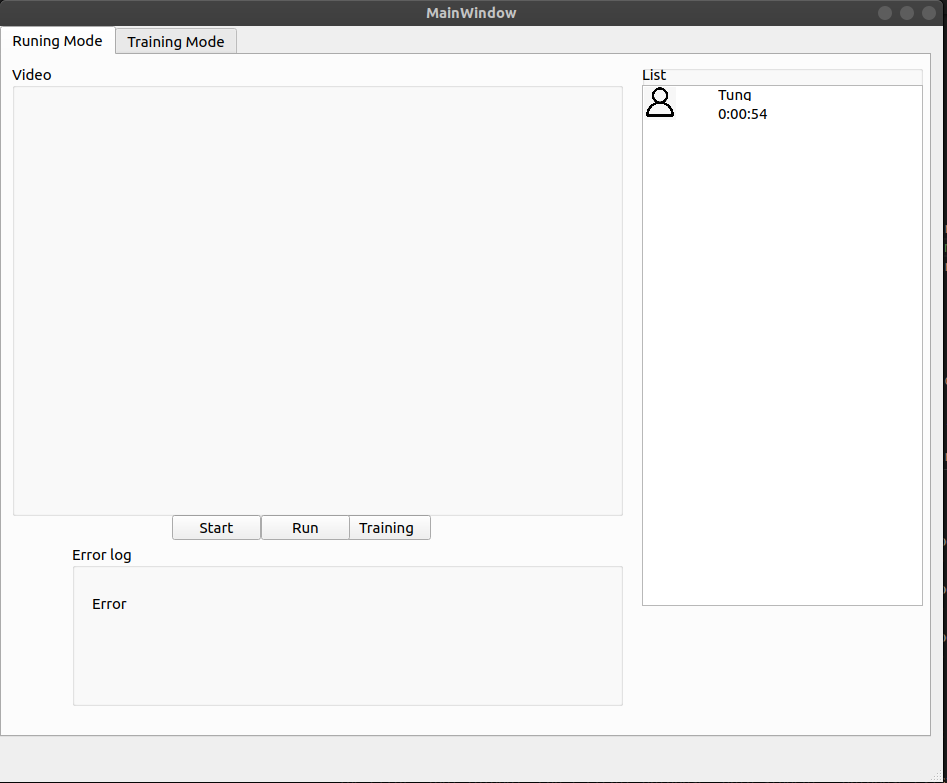 MainWindow
Runing Mode
Training Mode
Video
List
Tung
0:00:54
Start
Run
Training
Error log
Error